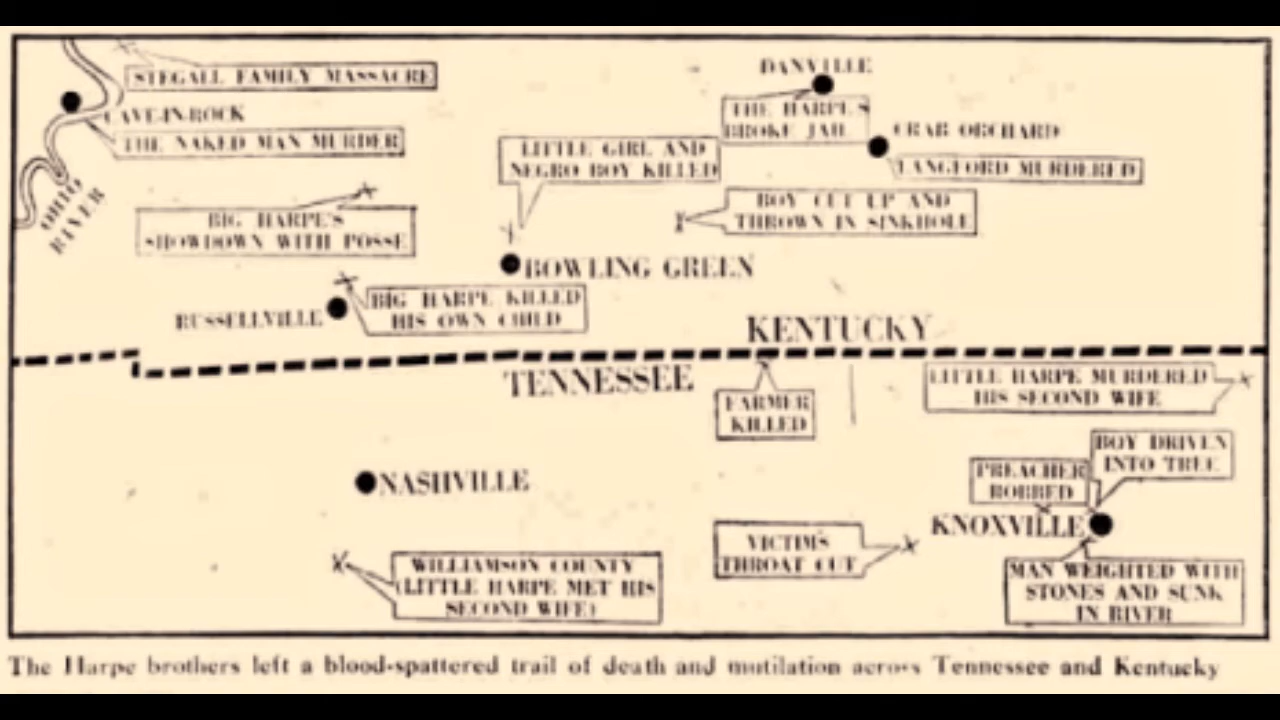 STEGALL FAMILY MASSACRE
CAVE-IN-ROCK
THE NAKED MAN MURDER
OHIO
RIVER
DANVILLE
THE HARPES
BROKE JAIL
CRAB ORCHARD
LANGFORD MURDERED
LITTLE GIRL AND
NEGRO BOY KILLED
BOY CUT UP AND
THROWN IN SINKHOLE
BIG HARPE'S
SHOWDOWN WITH POSSE
BOWLING GREEN
BIG HARPE KILLED
HIS OWN CHILD
RUSSELLVILLE
KENTUCKY
TENNESSEE
FARMER
KILLED
LITTLE HARPE MURDERED
HIS SECOND WIFE
BOY DRIVEN
INTO TREE
PREACHER
ROBBED
NASHVILLE
KNOXVILLE
VICTIM'S
THROAT CUT
WILLIAMSON COUNTY
(LITTLE HARPE MET HIS
SECOND WIFE)
MAN WEIGHTED WITH
STONES AND SUNK
IN RIVER
The Harpe brothers left a blood-spattered trail of death and mutilation across Tennessee and Kentucky